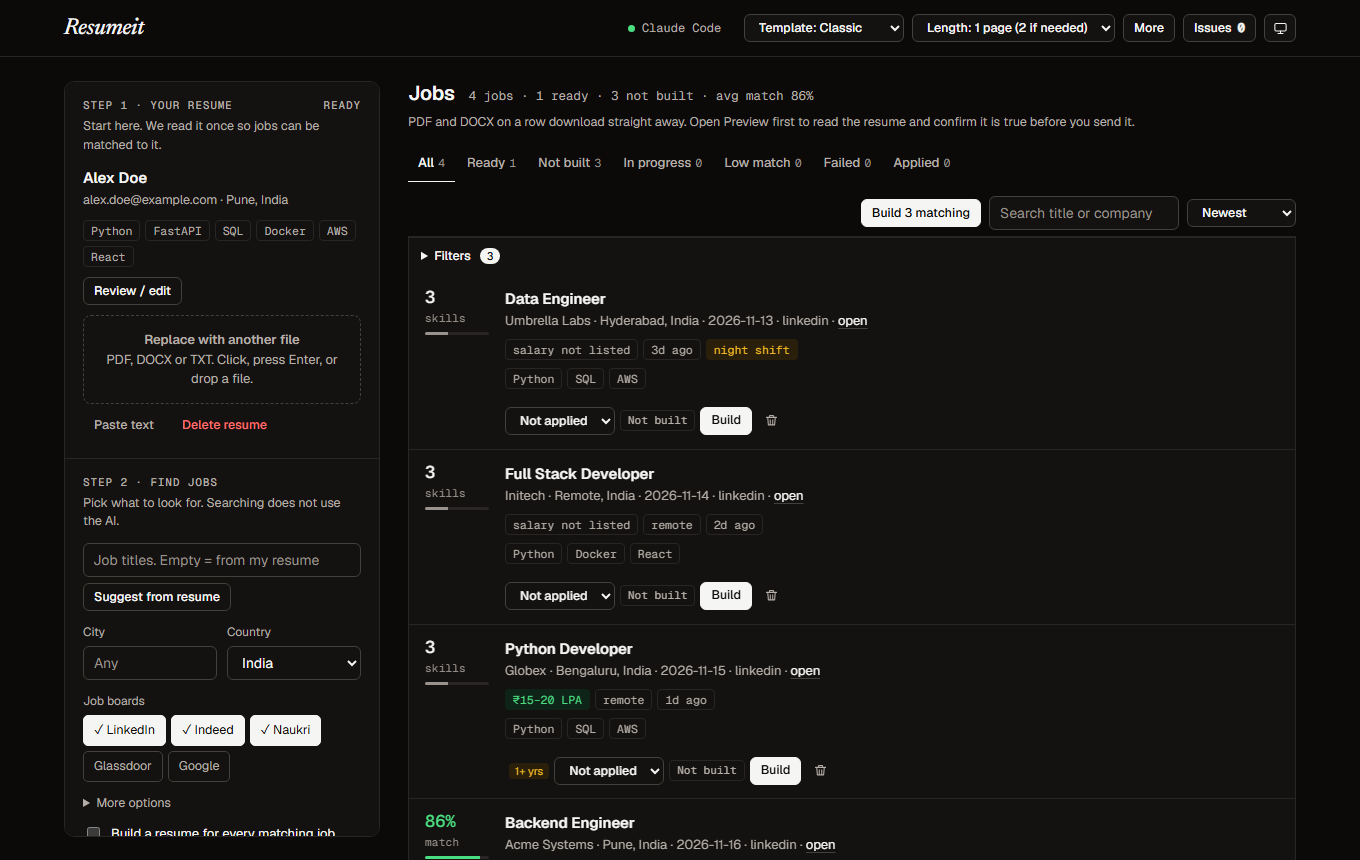 Resumeit
Claude Code
Template: Classic
Length: 1 page (2 if needed)
More
Issues 0
STEP 1 · YOUR RESUME READY
Start here. We read it once so jobs can be
matched to it.
Alex Doe
alex.doe@example.com · Pune, India
Python FastAPI SQL Docker AWS
React
Review / edit
Replace with another file
PDF, DOCX or TXT. Click, press Enter, or
drop a file.
Paste text Delete resume
STEP 2 · FIND JOBS
Pick what to look for. Searching does not use
the AI.
Job titles. Empty = from my resume
Suggest from resume
City Country
Any India
Job boards
✓ LinkedIn ✓ Indeed ✓ Naukri
Glassdoor Google
More options
Build a resume for every matching job
Jobs 4 jobs · 1 ready · 3 not built · avg match 86%
PDF and DOCX on a row download straight away. Open Preview first to read the resume and confirm it is true before you send it.
All 4 Ready 1 Not built 3 In progress 0 Low match 0 Failed 0 Applied 0
Build 3 matching Search title or company Newest
Filters 3
3 skills
Data Engineer
Umbrella Labs · Hyderabad, India · 2026-11-13 · linkedin · open
salary not listed 3d ago night shift
Python SQL AWS
Not applied Not built Build
3 skills
Full Stack Developer
Initech · Remote, India · 2026-11-14 · linkedin · open
salary not listed remote 2d ago
Python Docker React
Not applied Not built Build
3 skills
Python Developer
Globex · Bengaluru, India · 2026-11-15 · linkedin · open
₹15–20 LPA remote 1d ago
Python SQL AWS
1+ yrs Not applied Not built Build
86% match
Backend Engineer
Acme Systems · Pune, India · 2026-11-16 · linkedin · open